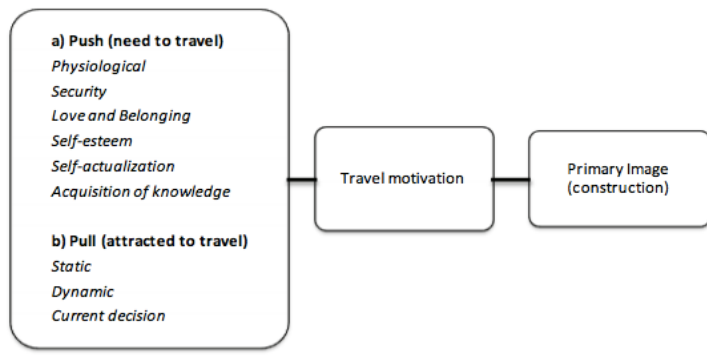 a) Push (need to travel)
Physiological
Security
Love and Belonging
Self-esteem
Self-actualization
Acquisition of knowledge
b) Pull (attracted to travel)
Static
Dynamic
Current decision
Travel motivation
Primary Image
(construction)